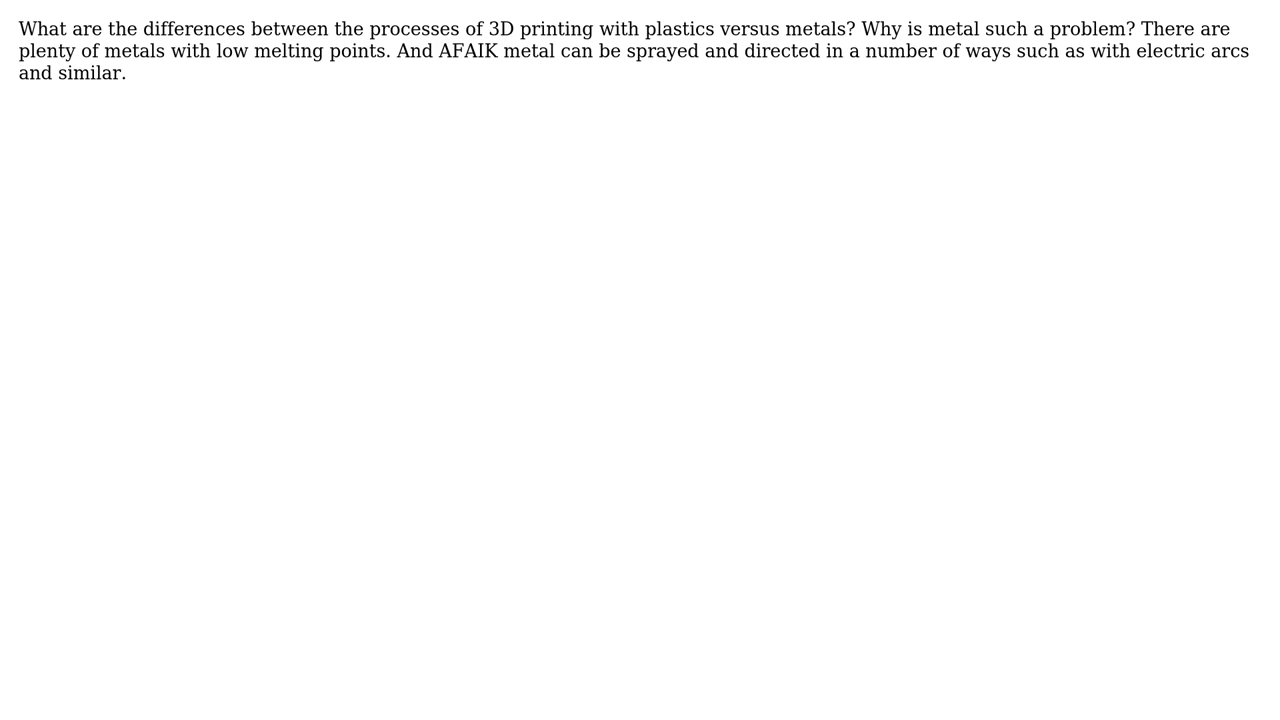 What are the differences between the processes of 3D printing with plastics versus metals? Why is metal such a problem? There are
plenty of metals with low melting points. And AFAIK metal can be sprayed and directed in a number of ways such as with electric arcs
and similar.